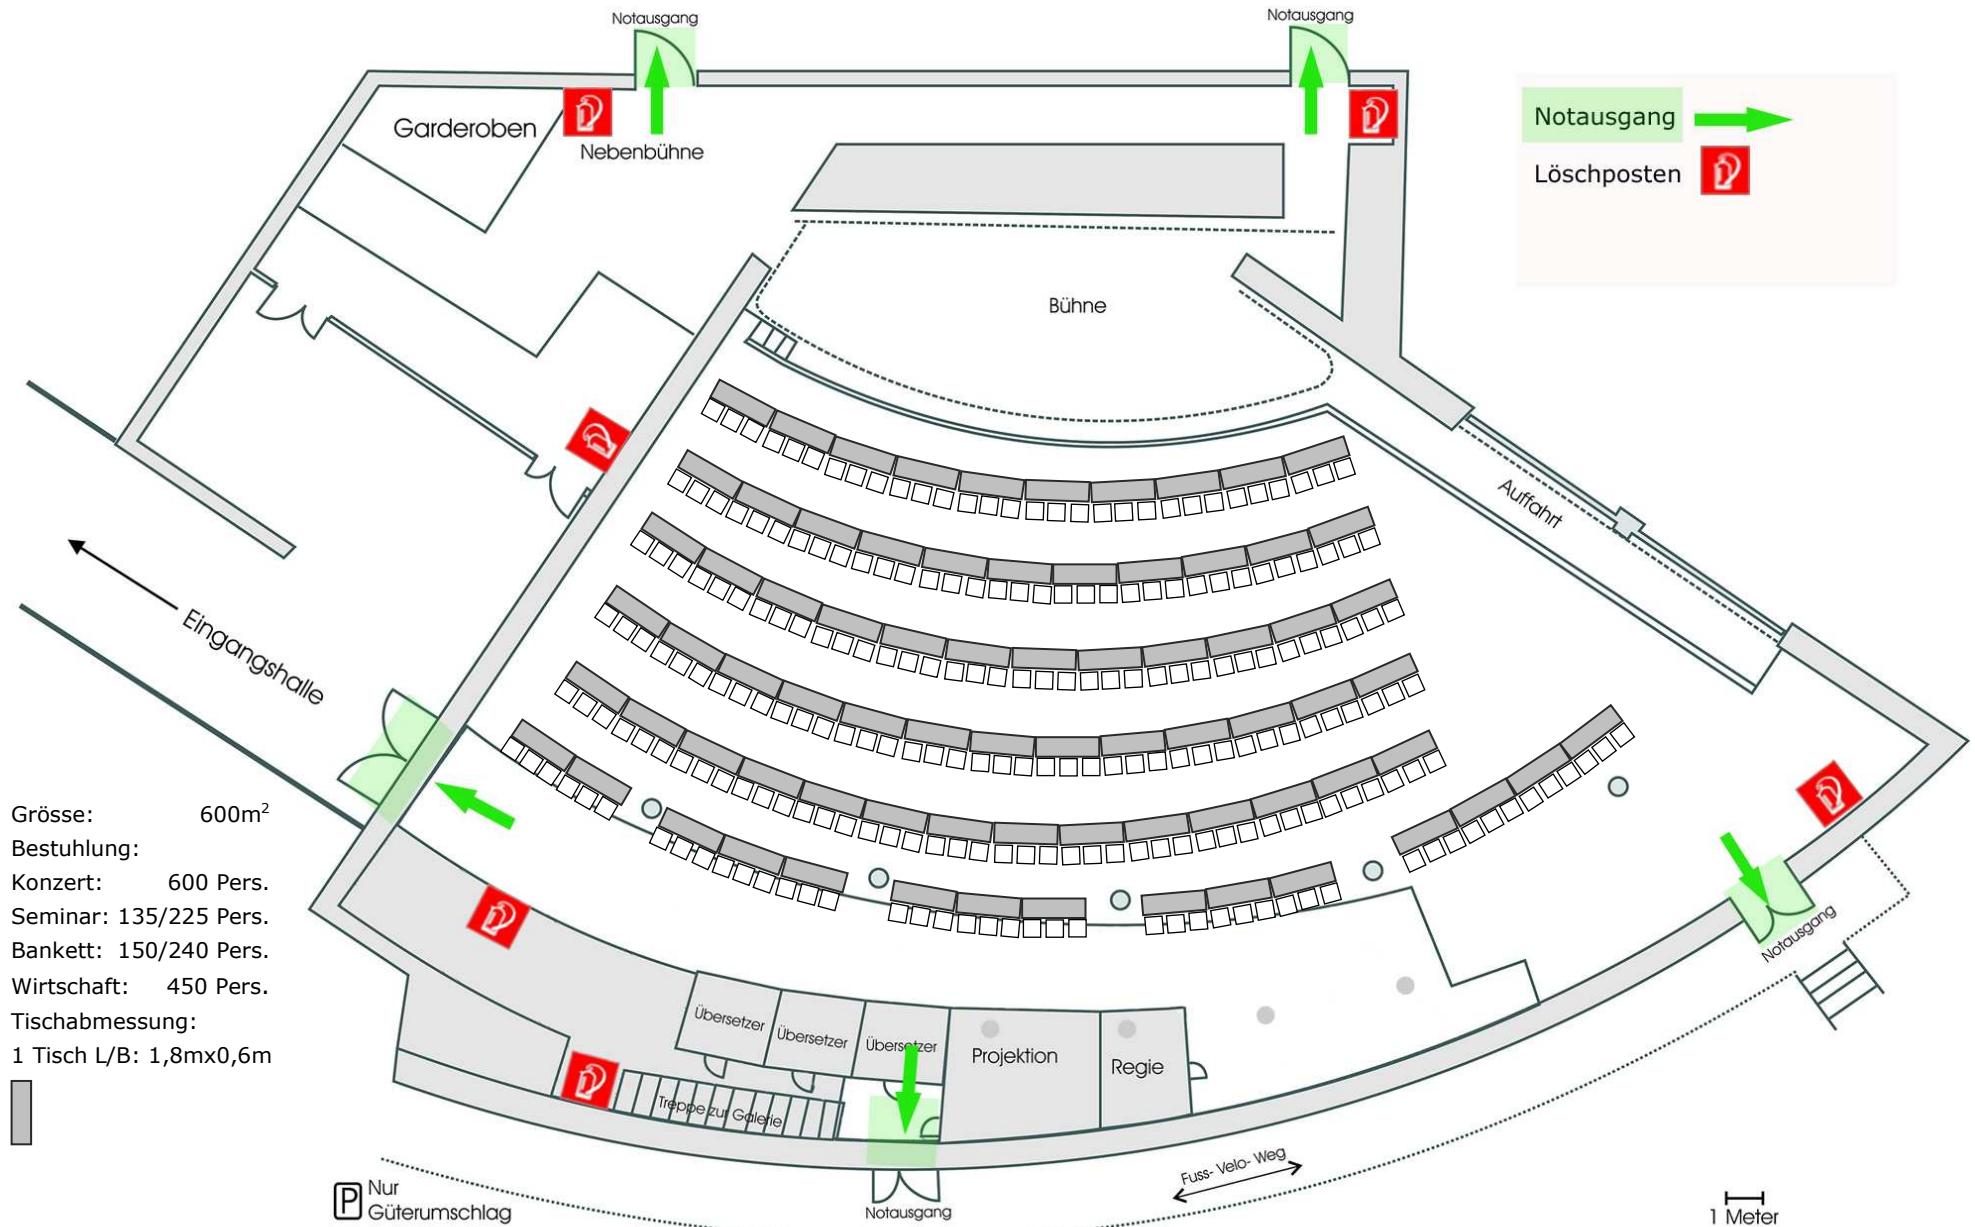 Notausgang
Notausgang
Garderoben
Nebenbühne
Notausgang
Löschposten
Bühne
Auffahrt
Eingangshalle
Grösse: 600m²
Bestuhlung:
Konzert: 600 Pers.
Seminar: 135/225 Pers.
Bankett: 150/240 Pers.
Wirtschaft: 450 Pers.
Tischabmessung:
1 Tisch L/B: 1,8mx0,6m
Notausgang
Übersetzer
Übersetzer
Übersetzer
Projektion
Regie
Treppe zur Galerie
Fuss- Velo- Weg
P Nur
Güterumschlag
Notausgang
1 Meter